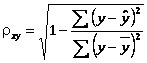 ρxy = √(1 − ∑(y − ŷ)² / ∑(y − y̅)²)